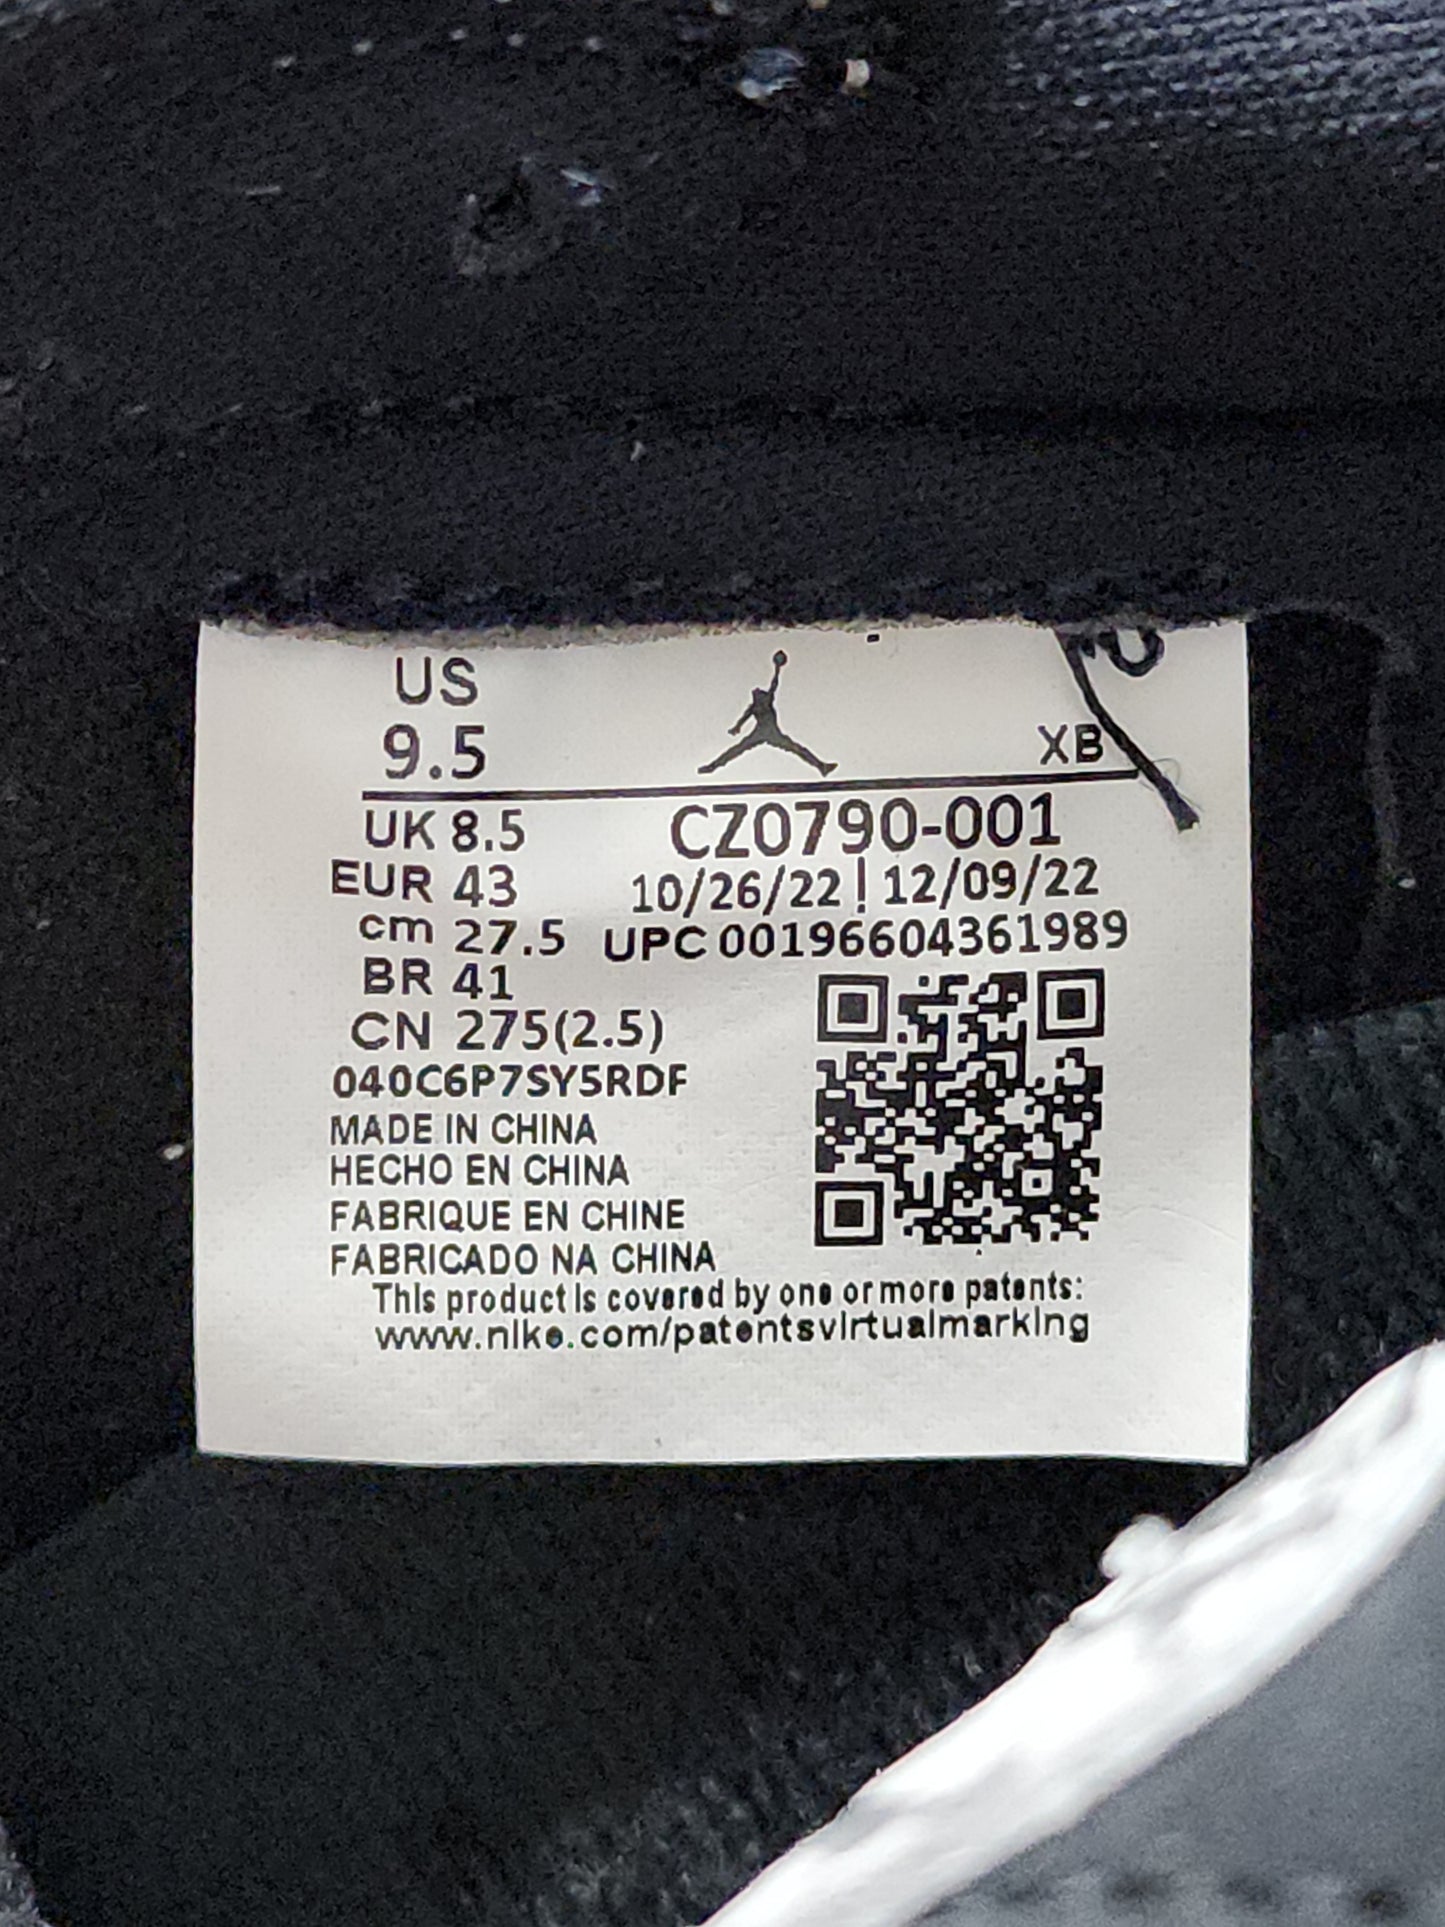 US
9.5
XB
UK 8.5
CZ0790-001
EUR 43
10/26/22 ! 12/09/22
cm 27.5
UPC 00196604361989
BR 41
CN 275(2.5)
040C6P7SY5RDF
MADE IN CHINA
HECHO EN CHINA
FABRIQUE EN CHINE
FABRICADO NA CHINA
This product is covered by one or more patents:
www.nike.com/patentsvirtualmarking